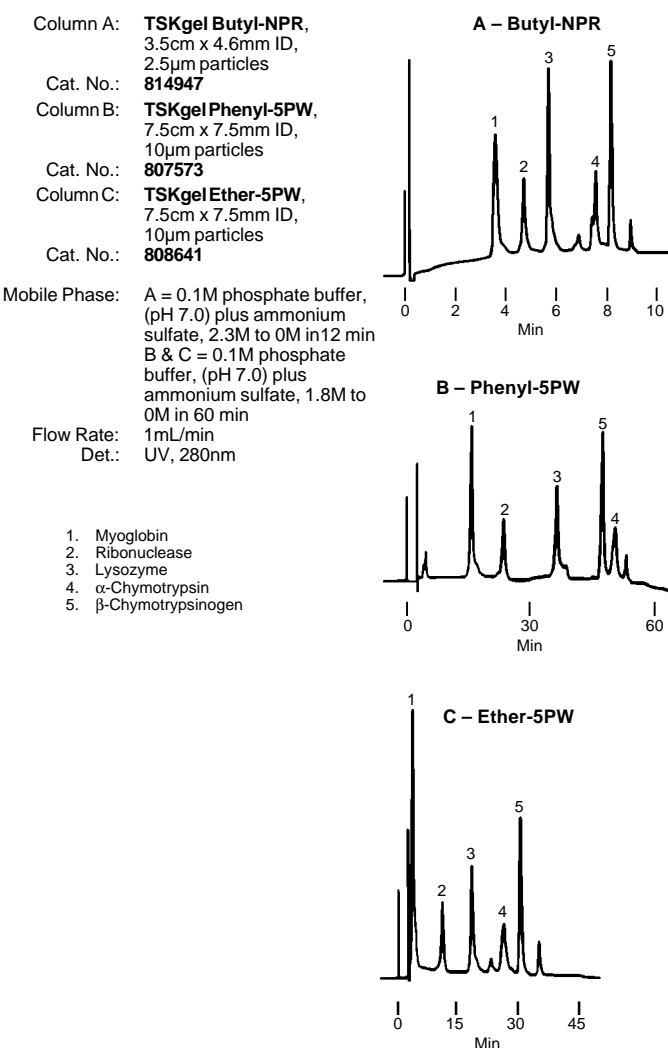 Column A: TSKgel Butyl-NPR,
3.5cm x 4.6mm ID,
2.5µm particles
Cat. No.: 814947
Column B: TSKgel Phenyl-5PW,
7.5cm x 7.5mm ID,
10µm particles
Cat. No.: 807573
Column C: TSKgel Ether-5PW,
7.5cm x 7.5mm ID,
10µm particles
Cat. No.: 808641
Mobile Phase: A = 0.1M phosphate buffer,
(pH 7.0) plus ammonium
sulfate, 2.3M to 0M in12 min
B & C = 0.1M phosphate
buffer, (pH 7.0) plus
ammonium sulfate, 1.8M to
0M in 60 min
Flow Rate: 1mL/min
Det.: UV, 280nm
1. Myoglobin
2. Ribonuclease
3. Lysozyme
4. α-Chymotrypsin
5. β-Chymotrypsinogen
A – Butyl-NPR
1 2 3 4 5
0 2 4 6 8 10
Min
B – Phenyl-5PW
1 2 3 5 4
0 30 60
Min
C – Ether-5PW
1 2 3 4 5
0 15 30 45
Min